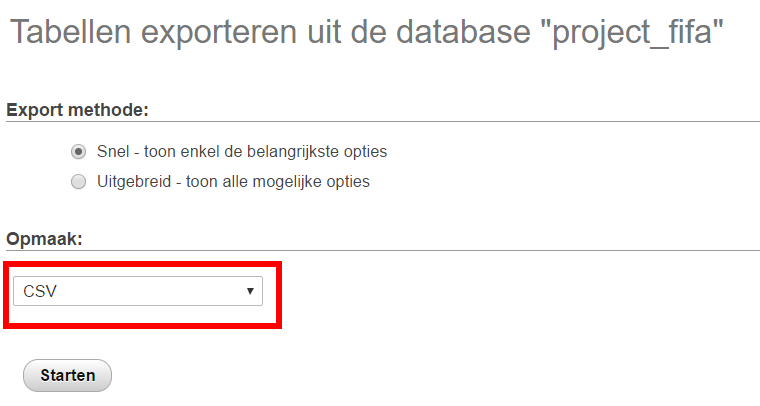 Tabellen exporteren uit de database "project_fifa"
Export methode:
Snel - toon enkel de belangrijkste opties
Uitgebreid - toon alle mogelijke opties
Opmaak:
CSV
Starten